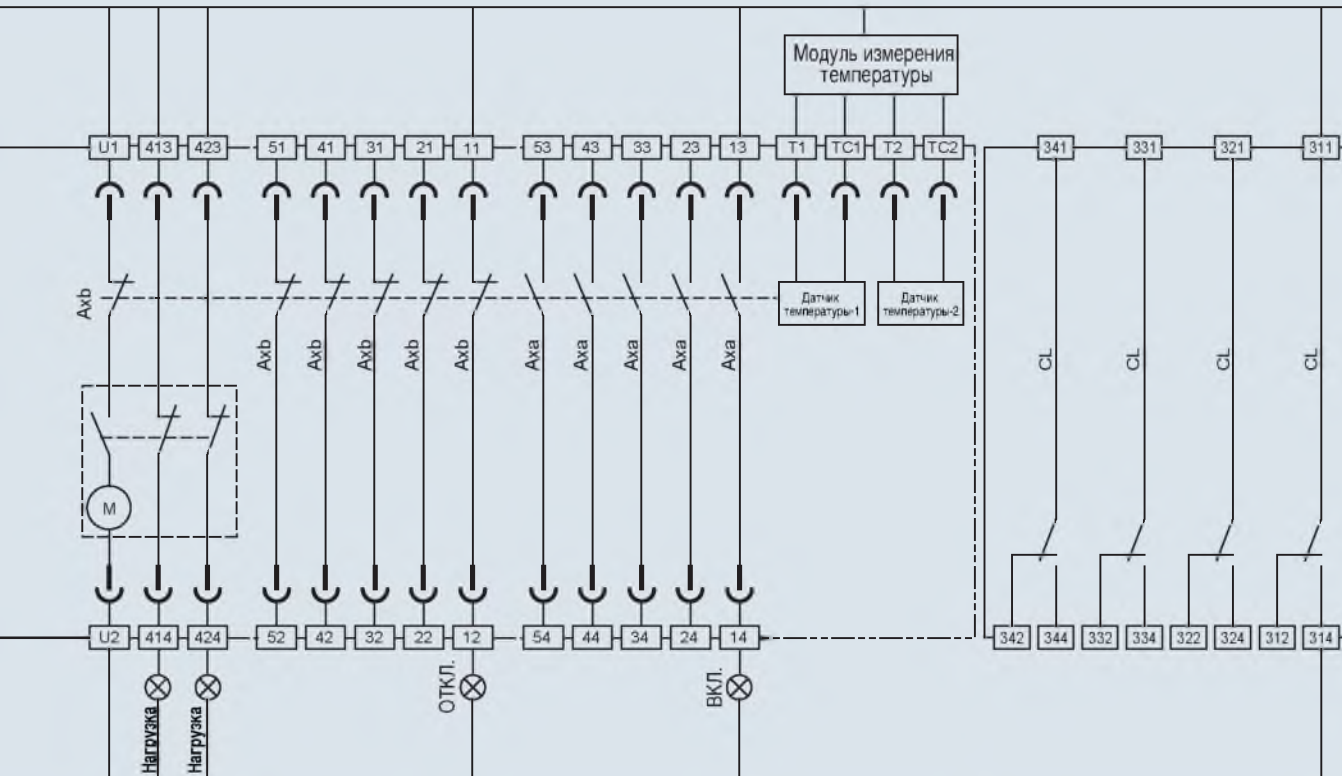 Модуль измерения
температуры
U1 413 423 51 41 31 21 11 53 43 33 23 13 T1 TC1 T2 TC2 341 331 321 311
Axb
Датчик
температуры-1
Датчик
температуры-2
Axb Axb Axb Axb Axb Axa Axa Axa Axa Axa CL CL CL CL
M
U2 414 424 52 42 32 22 12 54 44 34 24 14 342 344 332 334 322 324 312 314
Нагрузка
Нагрузка
ОТКЛ.
ВКЛ.